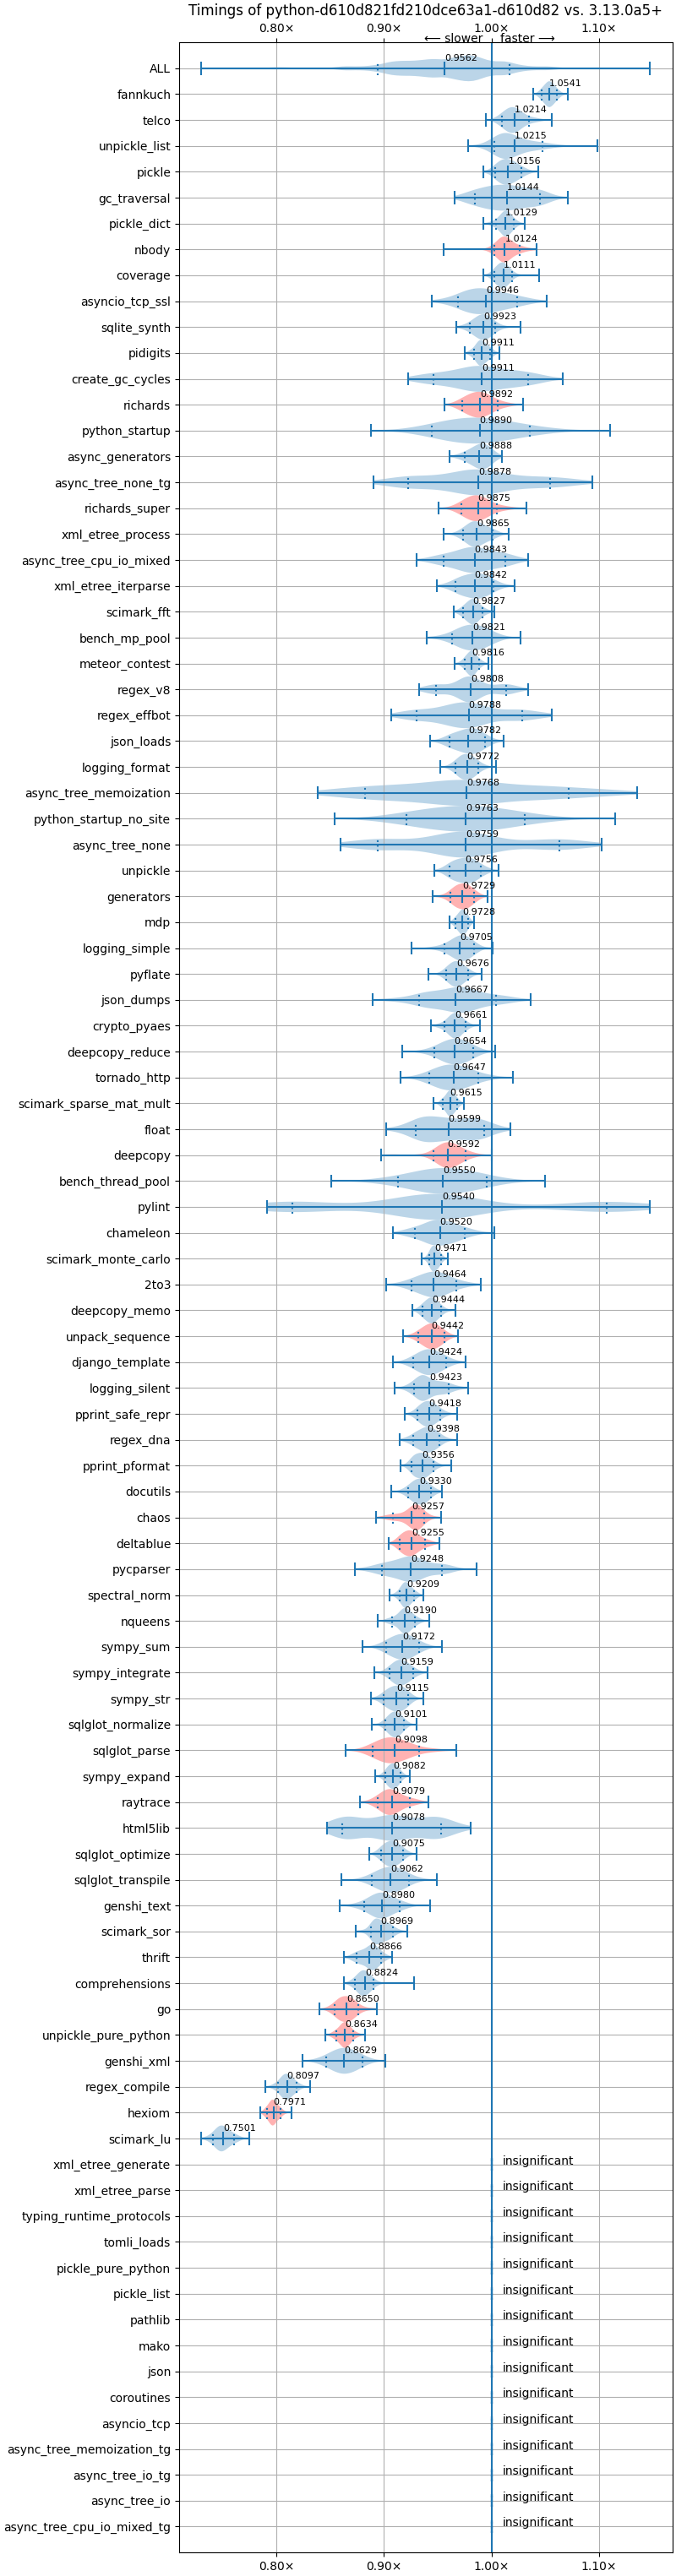 Timings of python-d610d821fd210dce63a1-d610d82 vs. 3.13.0a5+
0.80× 0.90× 1.00× 1.10×
⟵ slower faster ⟶
ALL 0.9562
fannkuch 1.0541
telco 1.0214
unpickle_list 1.0215
pickle 1.0156
gc_traversal 1.0144
pickle_dict 1.0129
nbody 1.0124
coverage 1.0111
asyncio_tcp_ssl 0.9946
sqlite_synth 0.9923
pidigits 0.9911
create_gc_cycles 0.9911
richards 0.9892
python_startup 0.9890
async_generators 0.9888
async_tree_none_tg 0.9878
richards_super 0.9875
xml_etree_process 0.9865
async_tree_cpu_io_mixed 0.9843
xml_etree_iterparse 0.9842
scimark_fft 0.9827
bench_mp_pool 0.9821
meteor_contest 0.9816
regex_v8 0.9808
regex_effbot 0.9788
json_loads 0.9782
logging_format 0.9772
async_tree_memoization 0.9768
python_startup_no_site 0.9763
async_tree_none 0.9759
unpickle 0.9756
generators 0.9729
mdp 0.9728
logging_simple 0.9705
pyflate 0.9676
json_dumps 0.9667
crypto_pyaes 0.9661
deepcopy_reduce 0.9654
tornado_http 0.9647
scimark_sparse_mat_mult 0.9615
float 0.9599
deepcopy 0.9592
bench_thread_pool 0.9550
pylint 0.9540
chameleon 0.9520
scimark_monte_carlo 0.9471
2to3 0.9464
deepcopy_memo 0.9444
unpack_sequence 0.9442
django_template 0.9424
logging_silent 0.9423
pprint_safe_repr 0.9418
regex_dna 0.9398
pprint_pformat 0.9356
docutils 0.9330
chaos 0.9257
deltablue 0.9255
pycparser 0.9248
spectral_norm 0.9209
nqueens 0.9190
sympy_sum 0.9172
sympy_integrate 0.9159
sympy_str 0.9115
sqlglot_normalize 0.9101
sqlglot_parse 0.9098
sympy_expand 0.9082
raytrace 0.9079
html5lib 0.9078
sqlglot_optimize 0.9075
sqlglot_transpile 0.9062
genshi_text 0.8980
scimark_sor 0.8969
thrift 0.8866
comprehensions 0.8824
go 0.8650
unpickle_pure_python 0.8634
genshi_xml 0.8629
regex_compile 0.8097
hexiom 0.7971
scimark_lu 0.7501
xml_etree_generate insignificant
xml_etree_parse insignificant
typing_runtime_protocols insignificant
tomli_loads insignificant
pickle_pure_python insignificant
pickle_list insignificant
pathlib insignificant
mako insignificant
json insignificant
coroutines insignificant
asyncio_tcp insignificant
async_tree_memoization_tg insignificant
async_tree_io_tg insignificant
async_tree_io insignificant
async_tree_cpu_io_mixed_tg insignificant
0.80× 0.90× 1.00× 1.10×